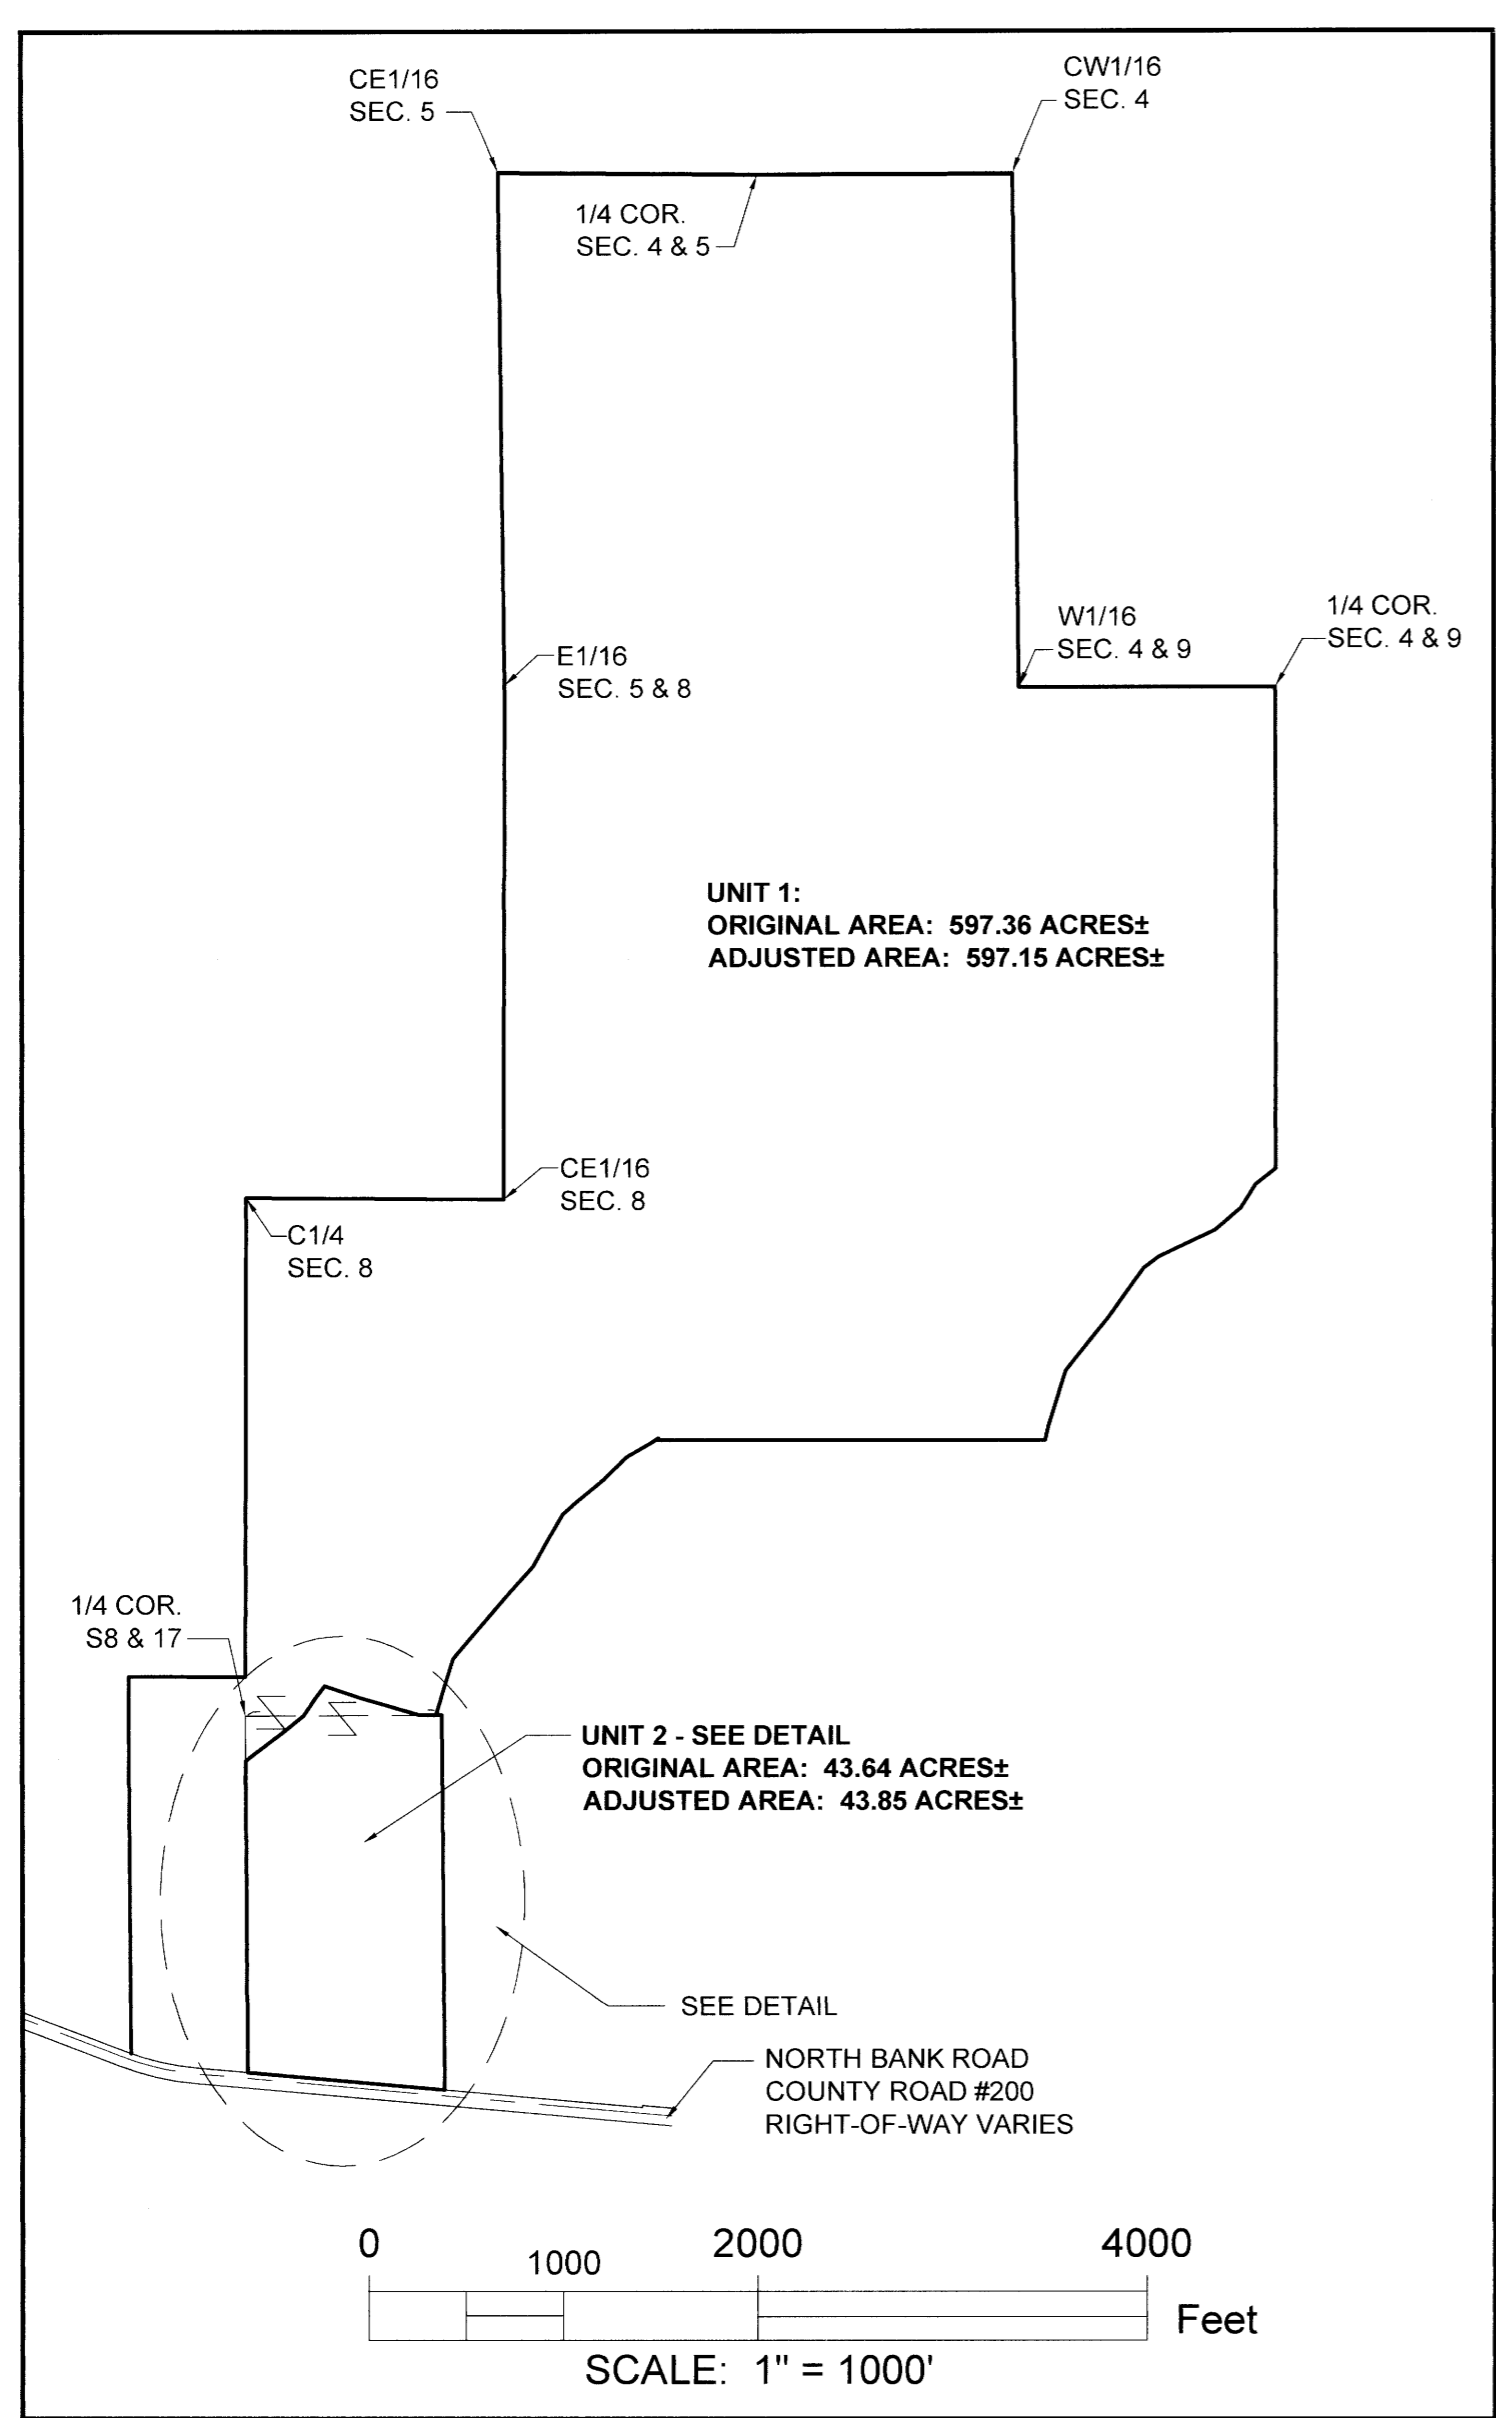 CE1/16
SEC. 5
CW1/16
SEC. 4
1/4 COR.
SEC. 4 & 5
W1/16
SEC. 4 & 9
1/4 COR.
SEC. 4 & 9
E1/16
SEC. 5 & 8
UNIT 1:
ORIGINAL AREA: 597.36 ACRES±
ADJUSTED AREA: 597.15 ACRES±
CE1/16
SEC. 8
C1/4
SEC. 8
1/4 COR.
S8 & 17
UNIT 2 - SEE DETAIL
ORIGINAL AREA: 43.64 ACRES±
ADJUSTED AREA: 43.85 ACRES±
SEE DETAIL
NORTH BANK ROAD
COUNTY ROAD #200
RIGHT-OF-WAY VARIES
0 1000 2000 4000
Feet
SCALE: 1" = 1000'